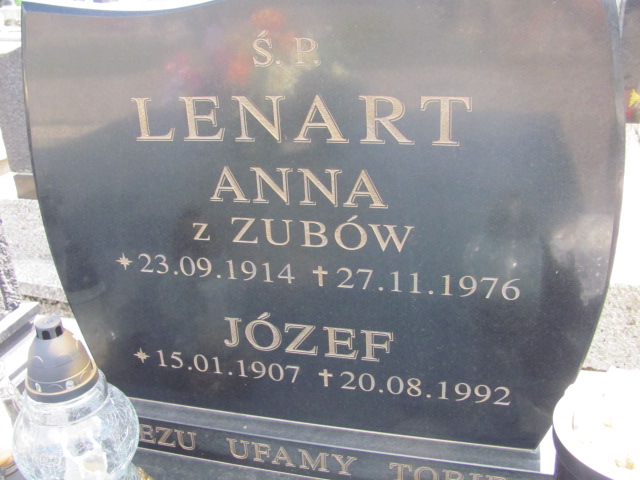 Ś. P.
LENART
ANNA
z ZUBÓW
* 23.09.1914 † 27.11.1976
JÓZEF
* 15.01.1907 † 20.08.1992
UFAMY